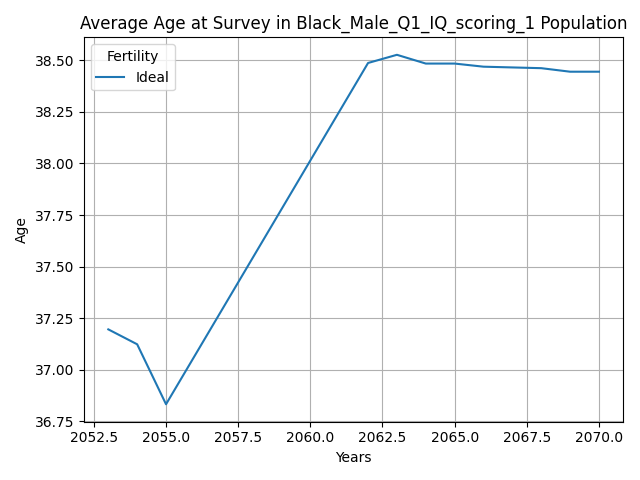 Average Age at Survey in Black_Male_Q1_IQ_scoring_1 Population
Fertility
Ideal
38.50
38.25
38.00
37.75
37.50
37.25
37.00
36.75
Age
2052.5 2055.0 2057.5 2060.0 2062.5 2065.0 2067.5 2070.0
Years